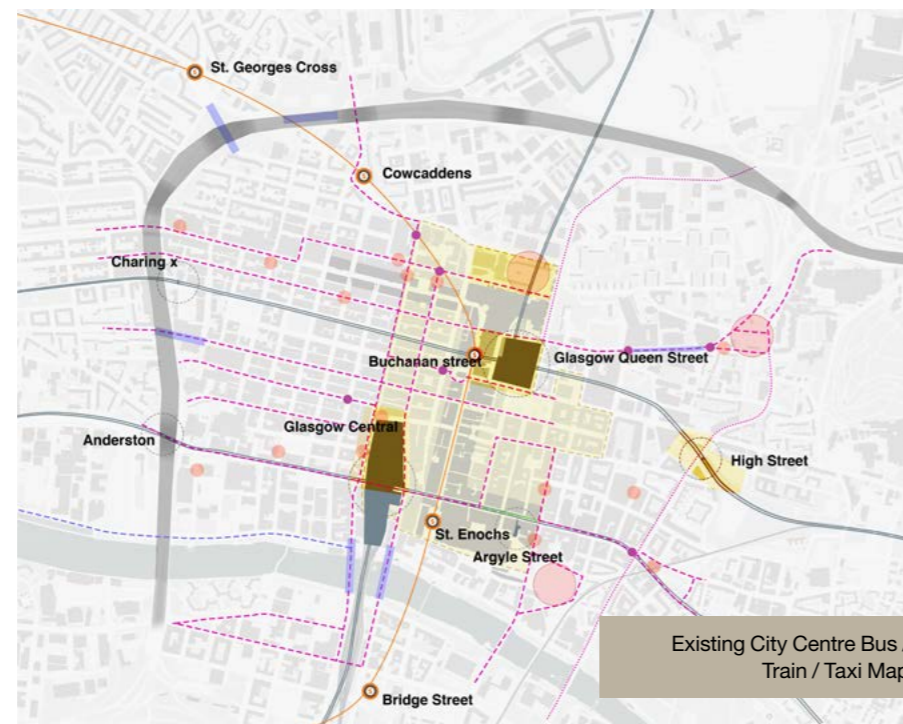 St. Georges Cross
Cowcaddens
Charing x
Buchanan street
Glasgow Queen Street
Glasgow Central
Anderston
High Street
St. Enochs
Argyle Street
Existing City Centre Bus /
Train / Taxi Map
Bridge Street